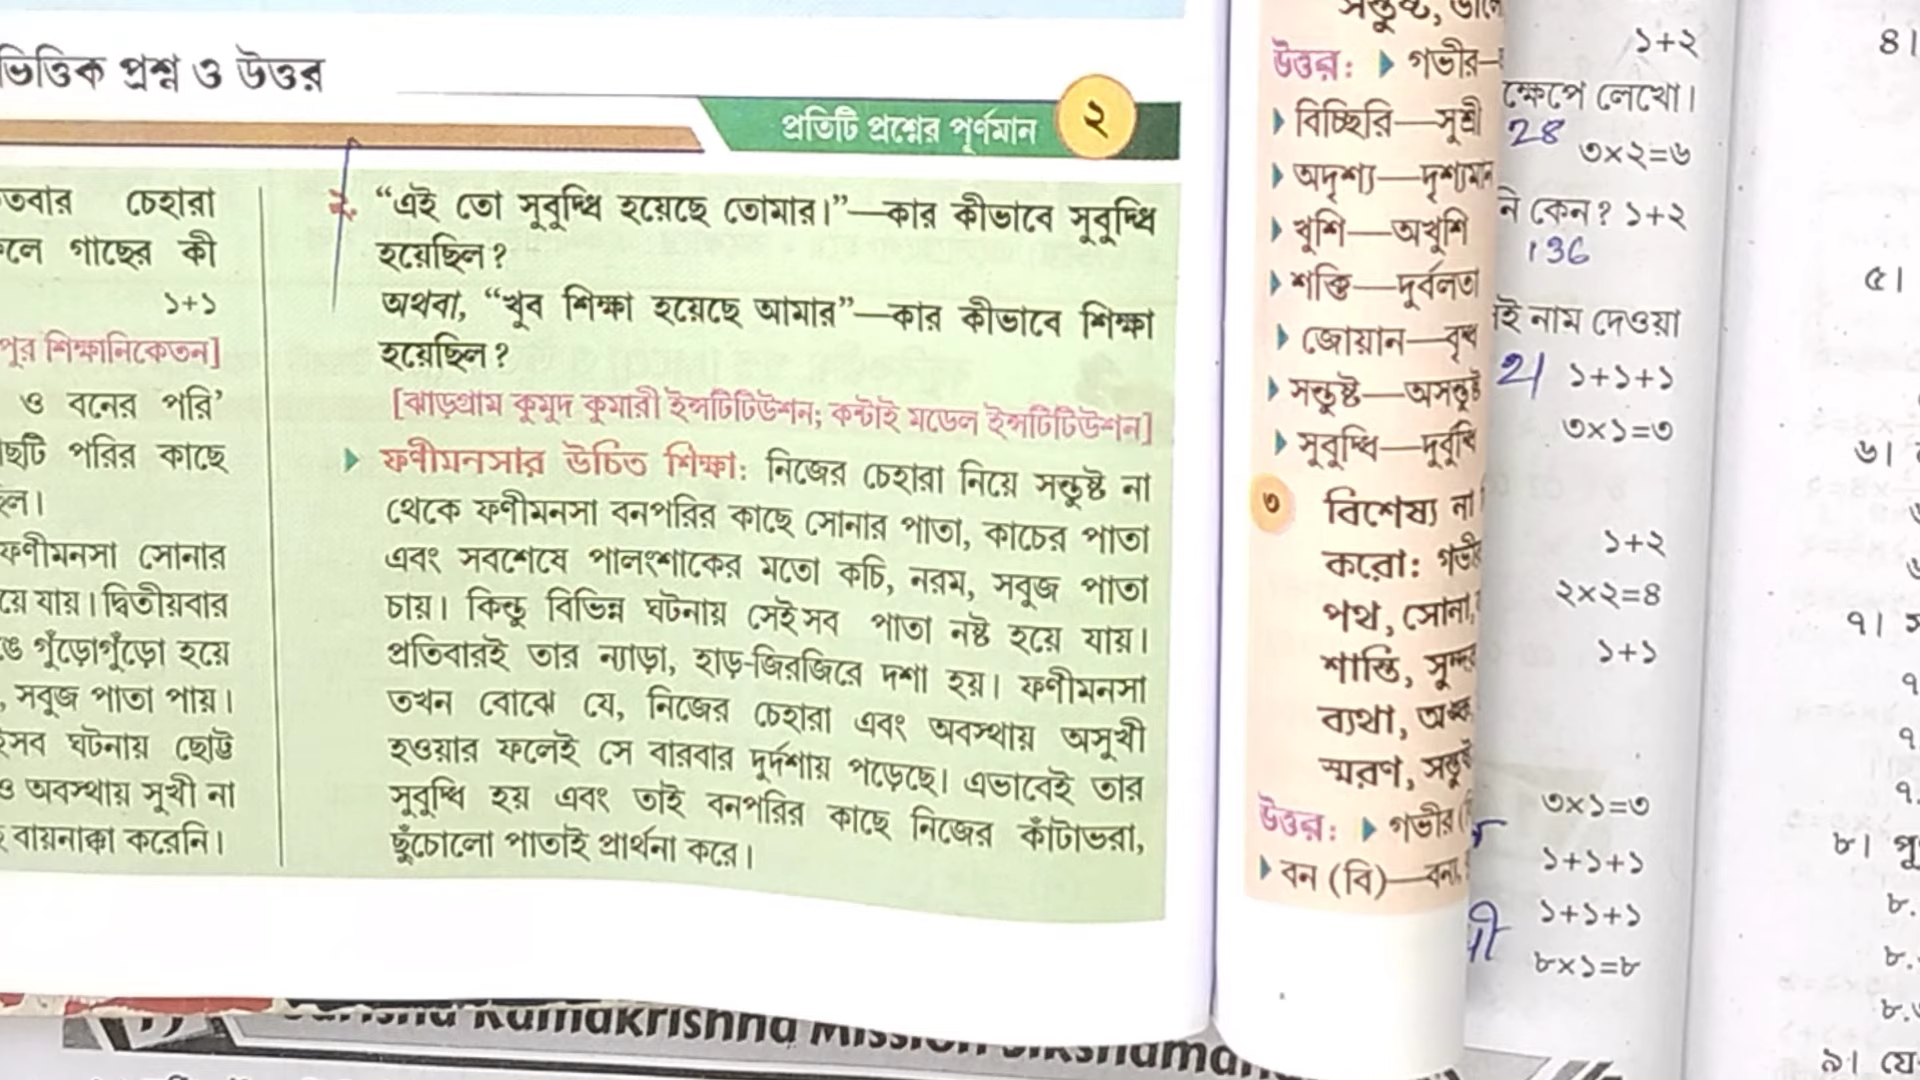 ভিত্তিক প্রশ্ন ও উত্তর
প্রতিটি প্রশ্নের পূর্ণমান ২
তবার চেহারা
গাছের কী
১+১
শিক্ষানিকেতন]
ও বনের পরি’
পরির কাছে
ফণীমনসা সোনার
যায়। দ্বিতীয়বার
গুঁড়োগুঁড়ো হয়ে
, সবুজ পাতা পায়।
ঘটনায় ছোট্ট
অবস্থায় সুখী না
বায়নাক্কা করেনি।
২. “এই তো সুবুদ্ধি হয়েছে তোমার।”—কার কীভাবে সুবুদ্ধি
হয়েছিল?
অথবা, “খুব শিক্ষা হয়েছে আমার”—কার কীভাবে শিক্ষা
হয়েছিল?
[ঝাড়গ্রাম কুমুদ কুমারী ইন্সটিটিউশন; কন্টাই মডেল ইন্সটিটিউশন]
ফণীমনসার উচিত শিক্ষা: নিজের চেহারা নিয়ে সন্তুষ্ট না
থেকে ফণীমনসা বনপরির কাছে সোনার পাতা, কাচের পাতা
এবং সবশেষে পালংশাকের মতো কচি, নরম, সবুজ পাতা
চায়। কিন্তু বিভিন্ন ঘটনায় সেইসব পাতা নষ্ট হয়ে যায়।
প্রতিবারই তার ন্যাড়া, হাড়-জিরজিরে দশা হয়। ফণীমনসা
তখন বোঝে যে, নিজের চেহারা এবং অবস্থায় অসুখী
হওয়ার ফলেই সে বারবার দুর্দশায় পড়েছে। এভাবেই তার
সুবুদ্ধি হয় এবং তাই বনপরির কাছে নিজের কাঁটাভরা,
ছুঁচোলো পাতাই প্রার্থনা করে।
সন্তুষ্ট,
উত্তর: গভীর—
বিচ্ছিরি—সুশ্রী
অদৃশ্য—দৃশ্যমান
খুশি—অখুশি
শক্তি—দুর্বলতা
জোয়ান—বৃদ্ধ
সন্তুষ্ট—অসন্তুষ্ট
সুবুদ্ধি—দুর্বুদ্ধি
৩ বিশেষ্য
করো:
পথ, সোনা,
শাস্তি, সুন্দর
ব্যথা,
স্মরণ,
উত্তর: গভীর
বন (বি)—বন্য,
১+২
ক্ষেপে লেখো।
28 ৩×২=৬
নি কেন? ১+২
136
ই নাম দেওয়া
21 ১+১+১
৩×১=৩
১+২
২×২=৪
১+১
৩×১=৩
১+১+১
১+১+১
৮×১=৮
৪।
৫।
৬।
৭।
৮।
৯। যে
Ramakrishna Mission